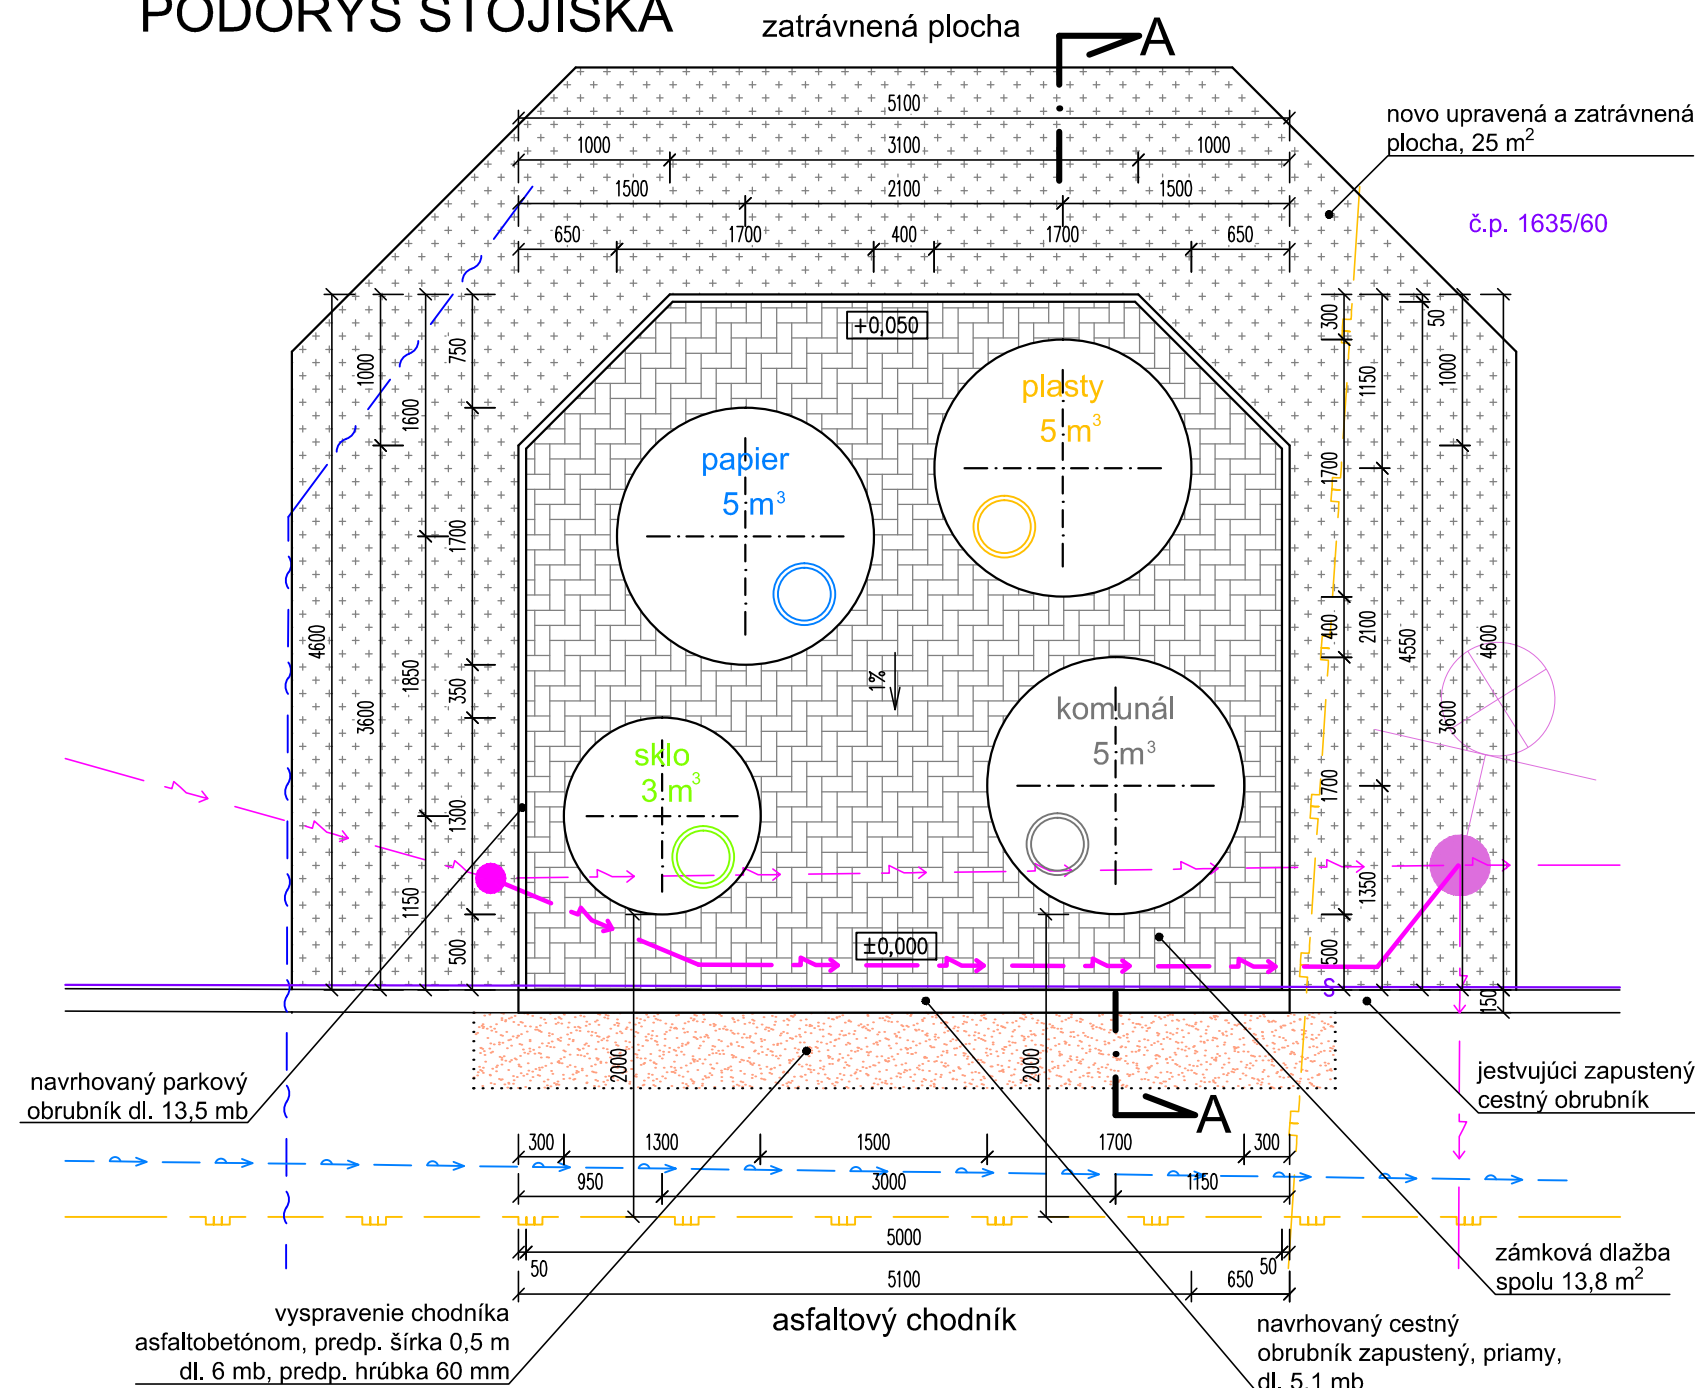 PÔDORYS STOJISKA
zatrávnená plocha
A
novo upravená a zatrávnená
plocha, 25 m²
č.p. 1635/60
5100
1000 3100 1000
1500 2100 1500
650 1700 400 1700 650
+0,050
plasty
5 m³
papier
5 m³
komunál
5 m³
sklo
3 m³
1%
±0,000
4600
1000
3600
1600
1850
1150
750
1700
350
1300
500
300
1700
400
1700
500
1150
2100
1350
50
4550
1000
3600
4600
150
2000
2000
navrhovaný parkový
obrubník dl. 13,5 mb
jestvujúci zapustený
cestný obrubník
A
300 1300 1500 1700 300
950 3000 1150
5000
50 50
5100 650
zámková dlažba
spolu 13,8 m²
vyspravenie chodníka
asfaltobetónom, predp. šírka 0,5 m
dl. 6 mb, predp. hrúbka 60 mm
asfaltový chodník
navrhovaný cestný
obrubník zapustený, priamy,
dl. 5,1 mb